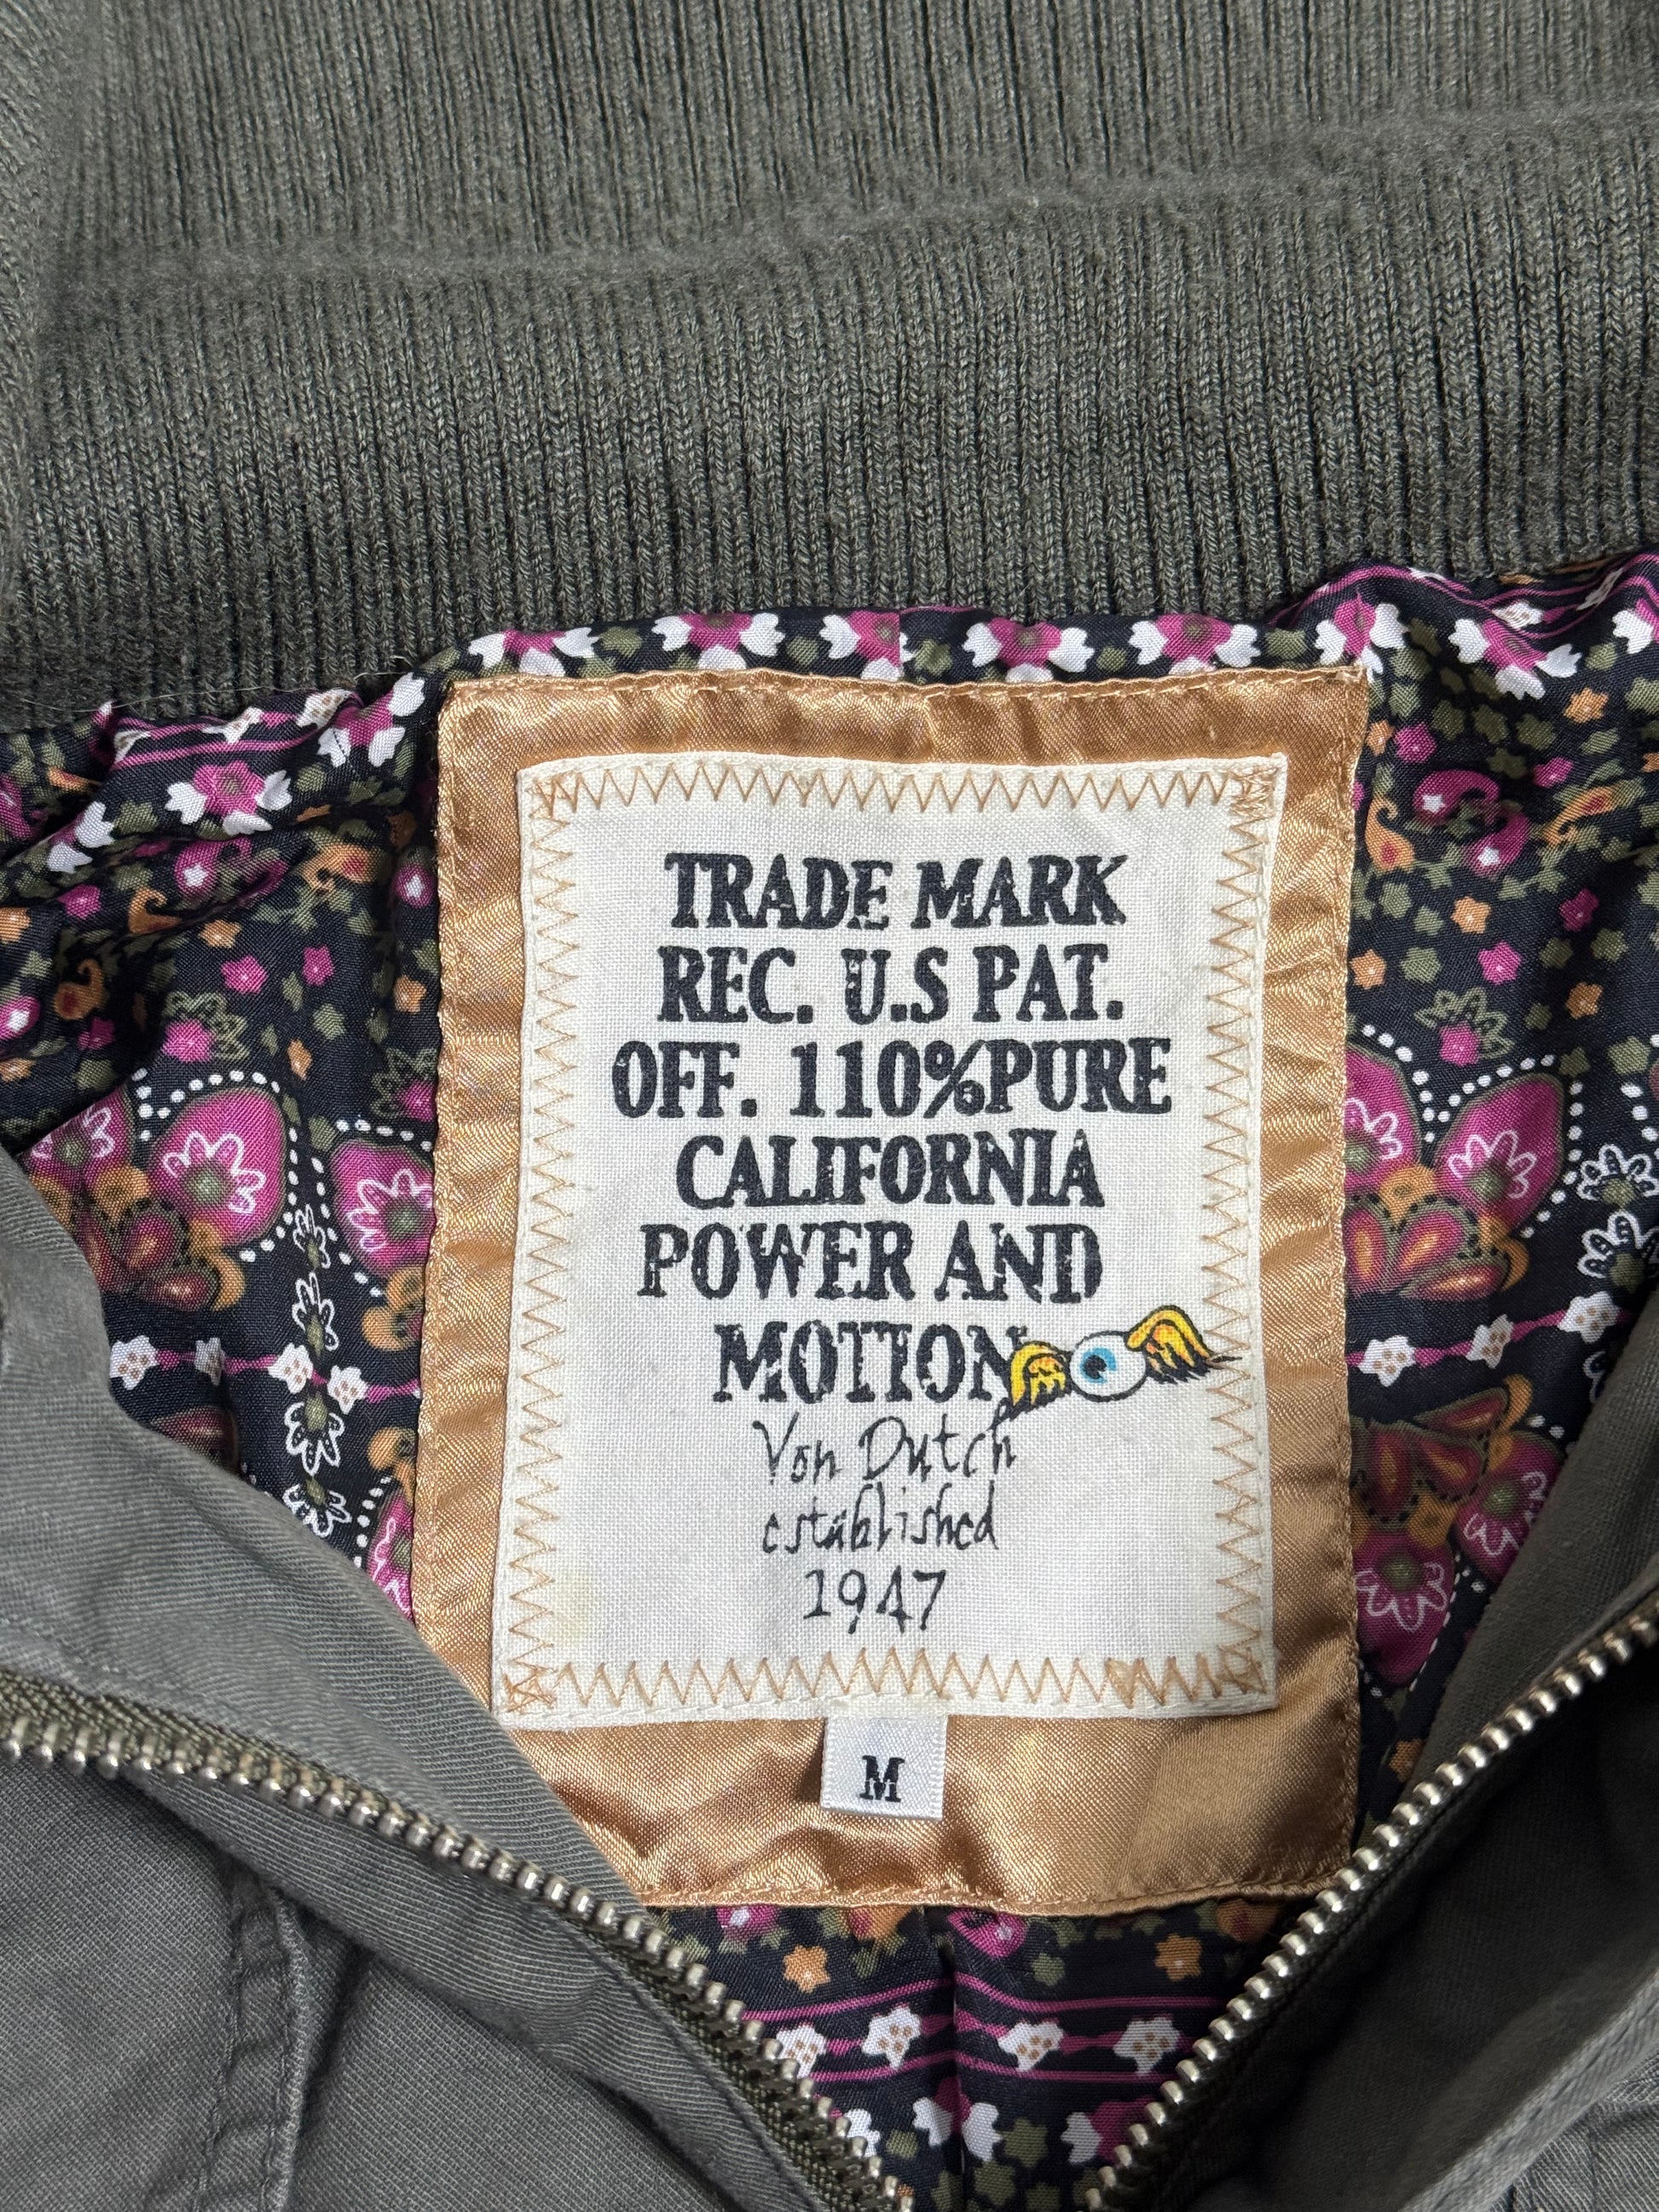 TRADE MARK
REC. U.S PAT.
OFF. 110%PURE
CALIFORNIA
POWER AND
MOTION
Von Dutch
established
1947
M